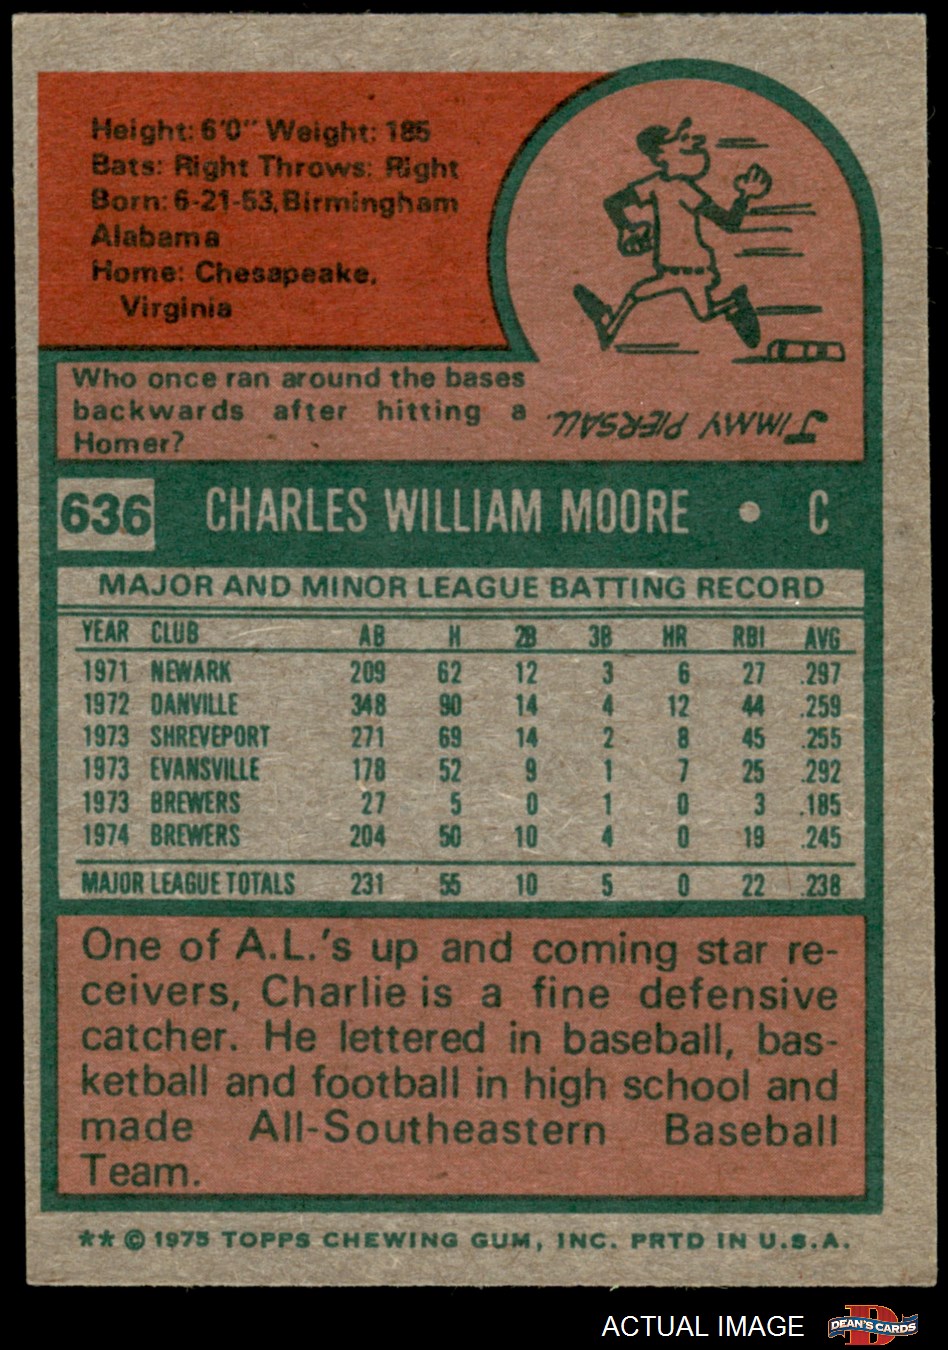 Height: 6'0" Weight: 185
Bats: Right Throws: Right
Born: 6-21-53, Birmingham
Alabama
Home: Chesapeake,
Virginia
Who once ran around the bases
backwards after hitting a
Homer?
JIMMY PIERSALL.
636 CHARLES WILLIAM MOORE • C
MAJOR AND MINOR LEAGUE BATTING RECORD
YEAR CLUB AB H 2B 3B HR RBI AVG
1971 NEWARK 209 62 12 3 6 27 .297
1972 DANVILLE 348 90 14 4 12 44 .259
1973 SHREVEPORT 271 69 14 2 8 45 .255
1973 EVANSVILLE 178 52 9 1 7 25 .292
1973 BREWERS 27 5 0 1 0 3 .185
1974 BREWERS 204 50 10 4 0 19 .245
MAJOR LEAGUE TOTALS 231 55 10 5 0 22 .238
One of A.L.'s up and coming star re-
ceivers, Charlie is a fine defensive
catcher. He lettered in baseball, bas-
ketball and football in high school and
made All-Southeastern Baseball
Team.
** © 1975 TOPPS CHEWING GUM, INC. PRTD IN U.S.A.
ACTUAL IMAGE
DEAN'S CARDS